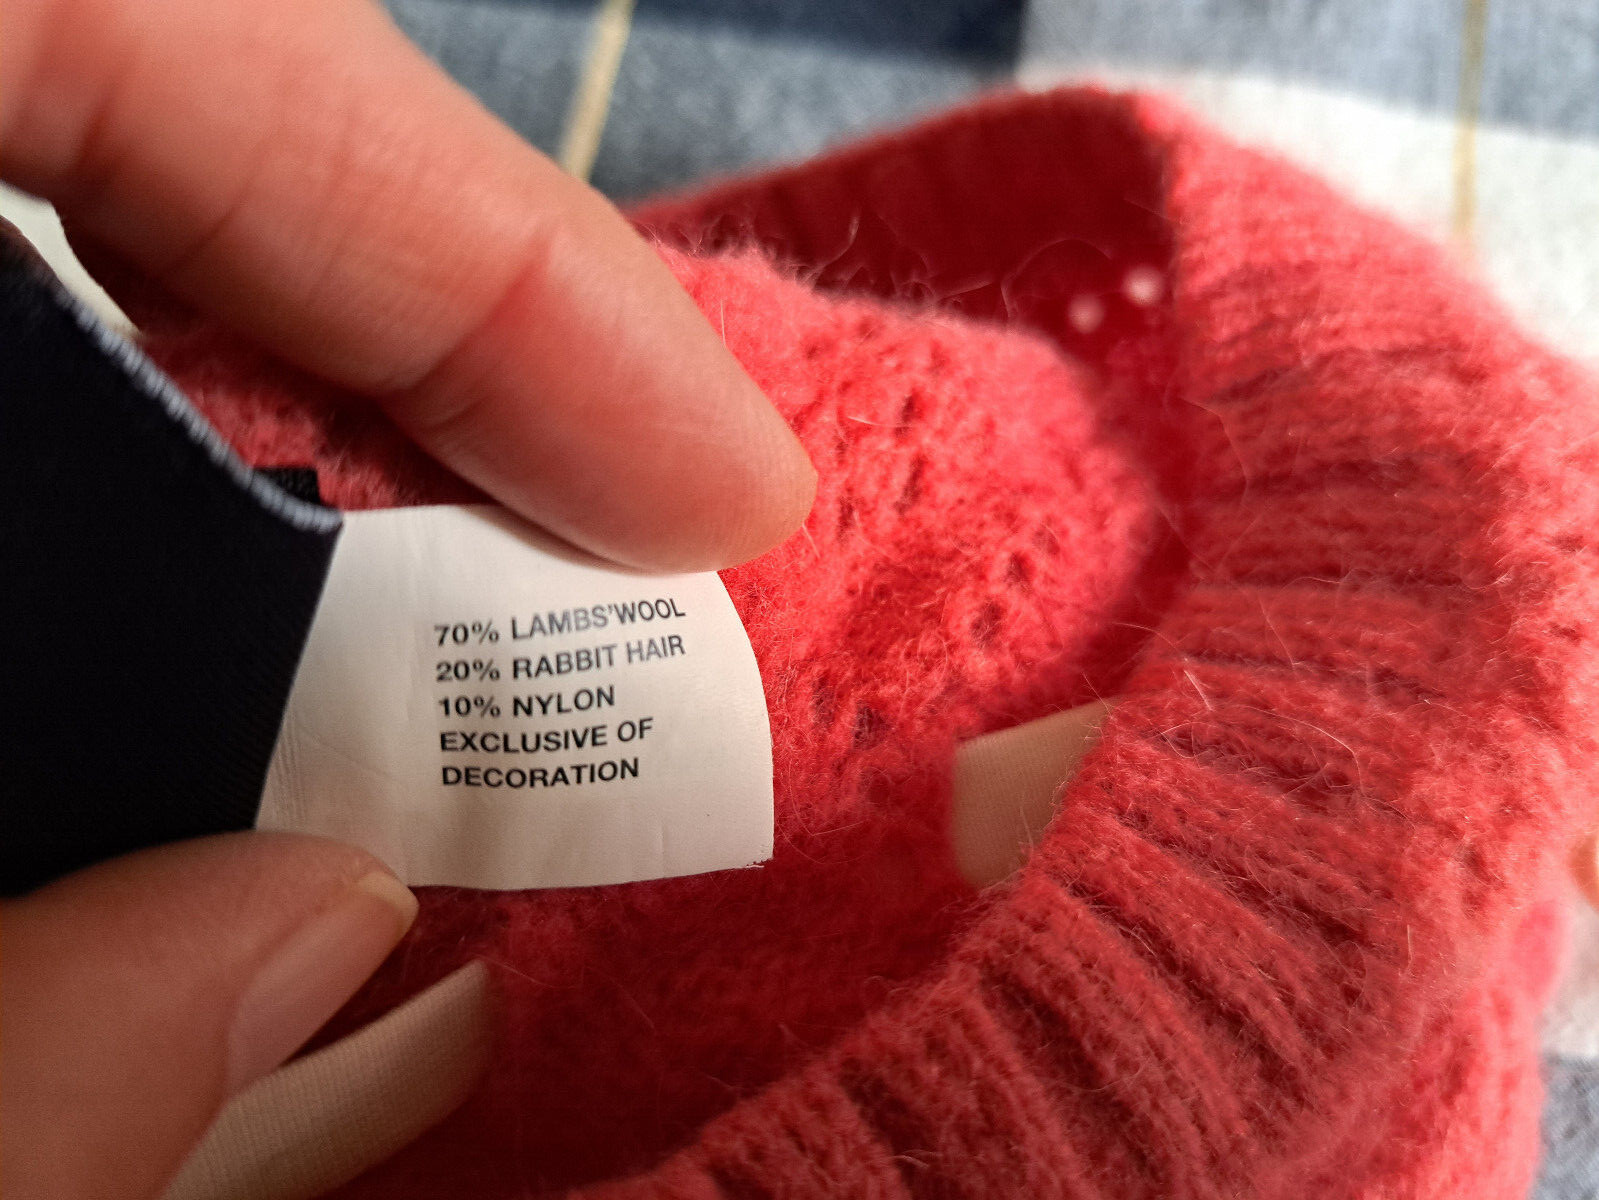 70% LAMBS'WOOL
20% RABBIT HAIR
10% NYLON
EXCLUSIVE OF
DECORATION